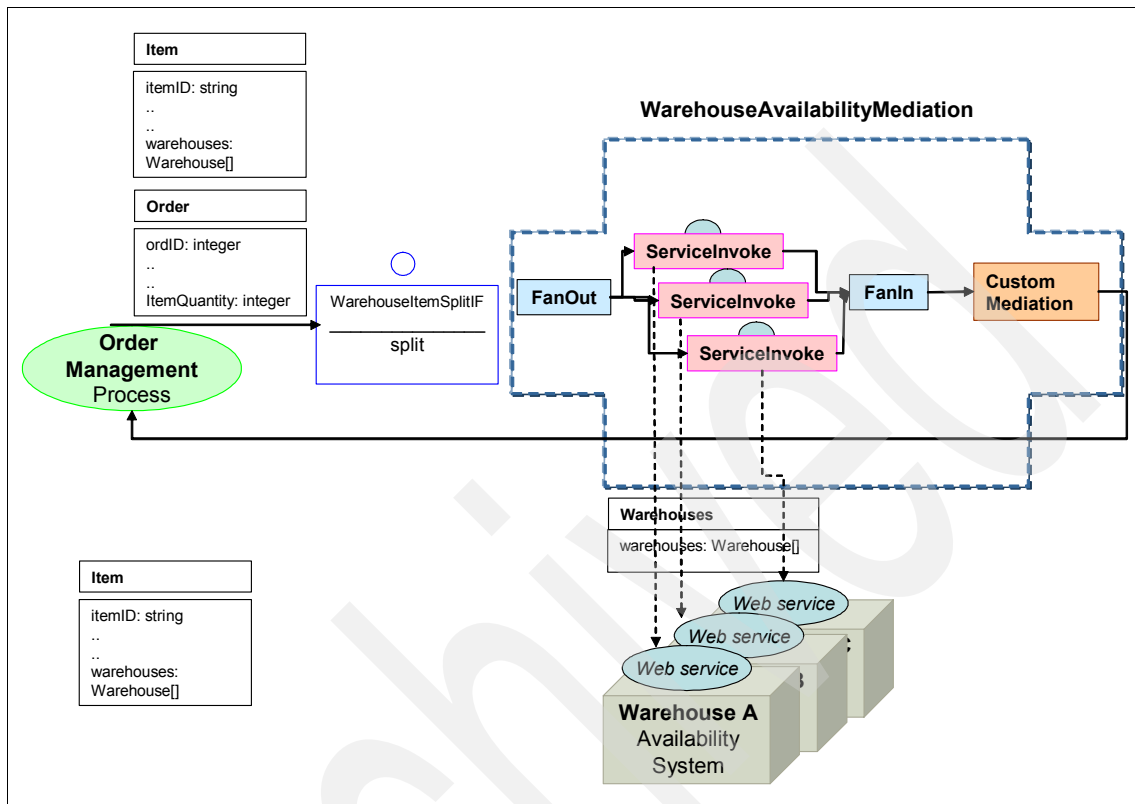 Item
itemID: string
..
..
warehouses:
Warehouse[]
Order
ordID: integer
..
..
ItemQuantity: integer
Order
Management
Process
WarehouseItemSplitIF
split
WarehouseAvailabilityMediation
FanOut
ServiceInvoke
ServiceInvoke
ServiceInvoke
FanIn
Custom
Mediation
Warehouses
warehouses: Warehouse[]
Item
itemID: string
..
..
warehouses:
Warehouse[]
Web service
C
Web service
B
Web service
Warehouse A
Availability
System